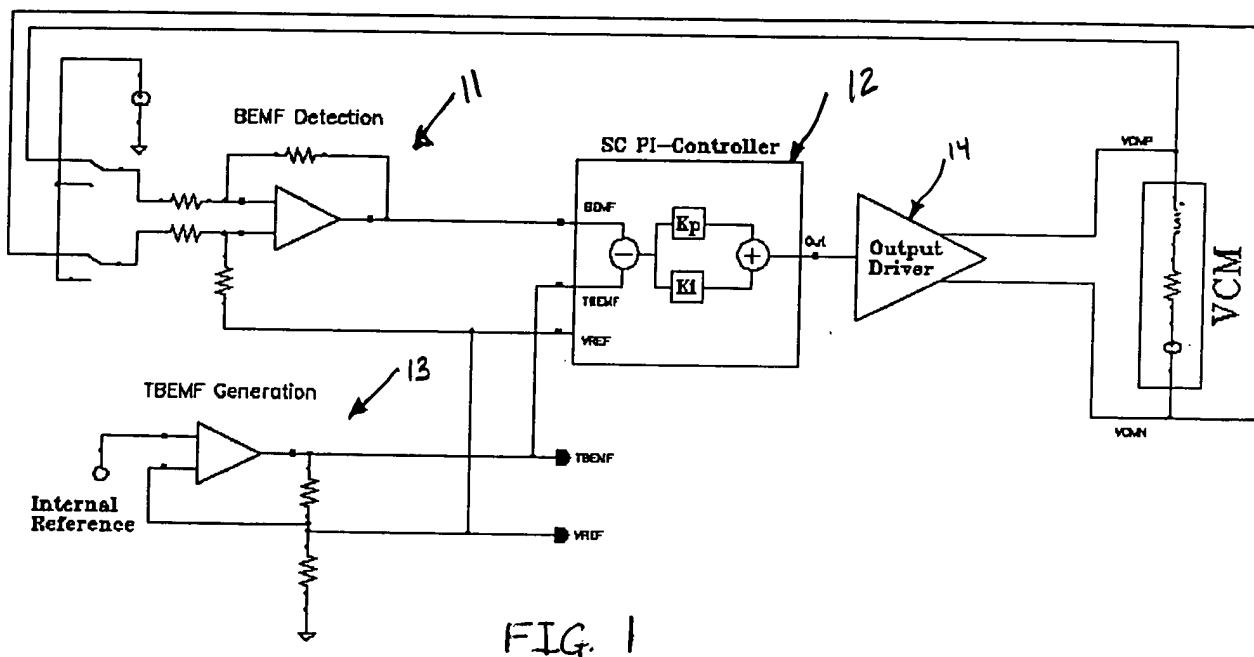 11
BEMF Detection
12
SC PI-Controller
14
VCMP
BEMF
Kp
Out
Output
Driver
TBEMF
Ki
VREF
VCM
13
TBEMF Generation
VCMN
TBEMF
Internal
Reference
VREF
FIG. 1